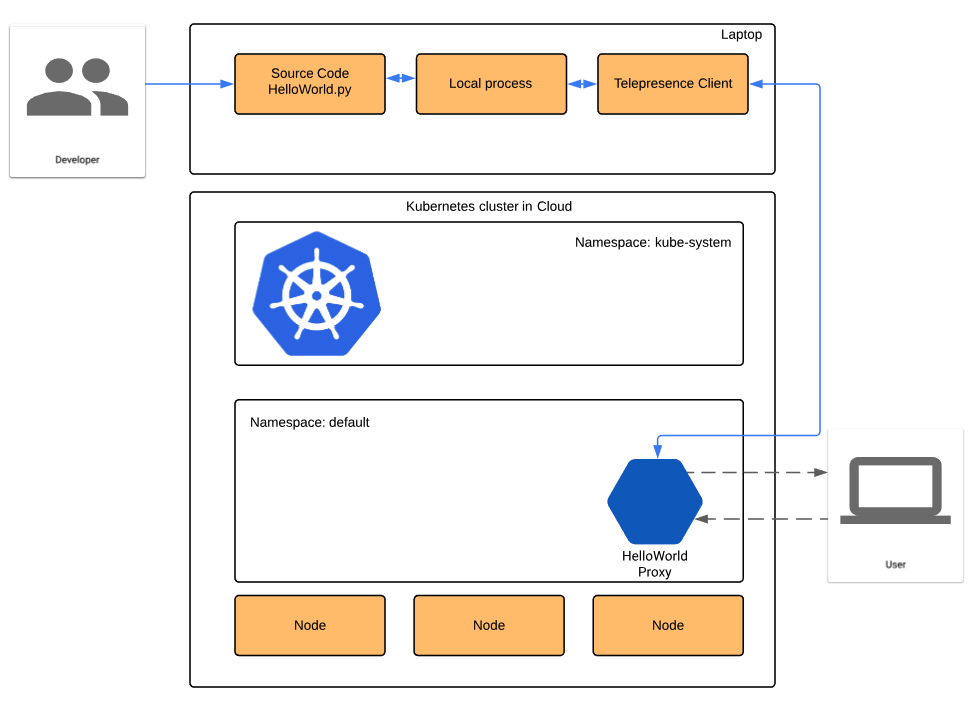 Laptop
Source Code
HelloWorld.py
Local process
Telepresence Client
Developer
Kubernetes cluster in Cloud
Namespace: kube-system
Namespace: default
HelloWorld
Proxy
User
Node
Node
Node